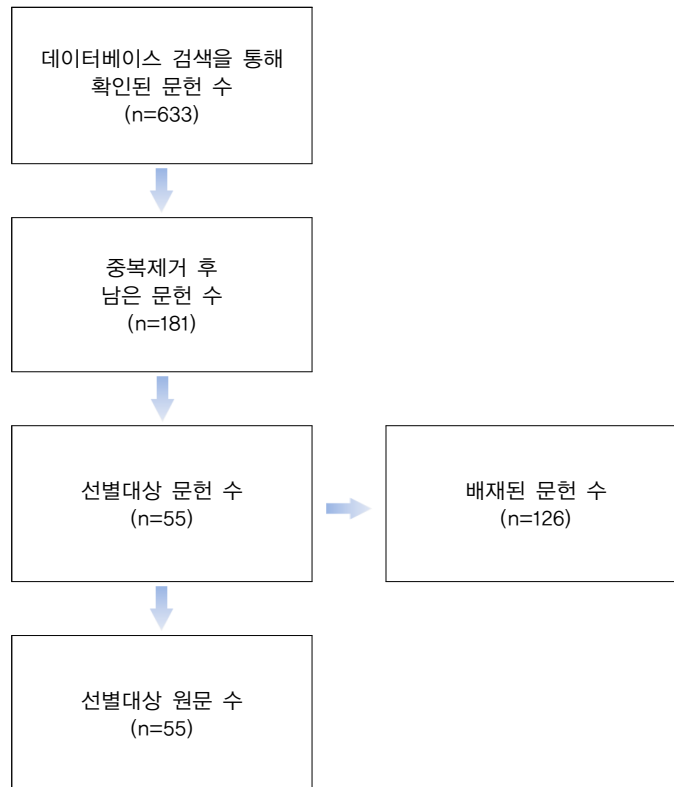 데이터베이스 검색을 통해
확인된 문헌 수
(n=633)
중복제거 후
남은 문헌 수
(n=181)
선별대상 문헌 수
(n=55)
배재된 문헌 수
(n=126)
선별대상 원문 수
(n=55)